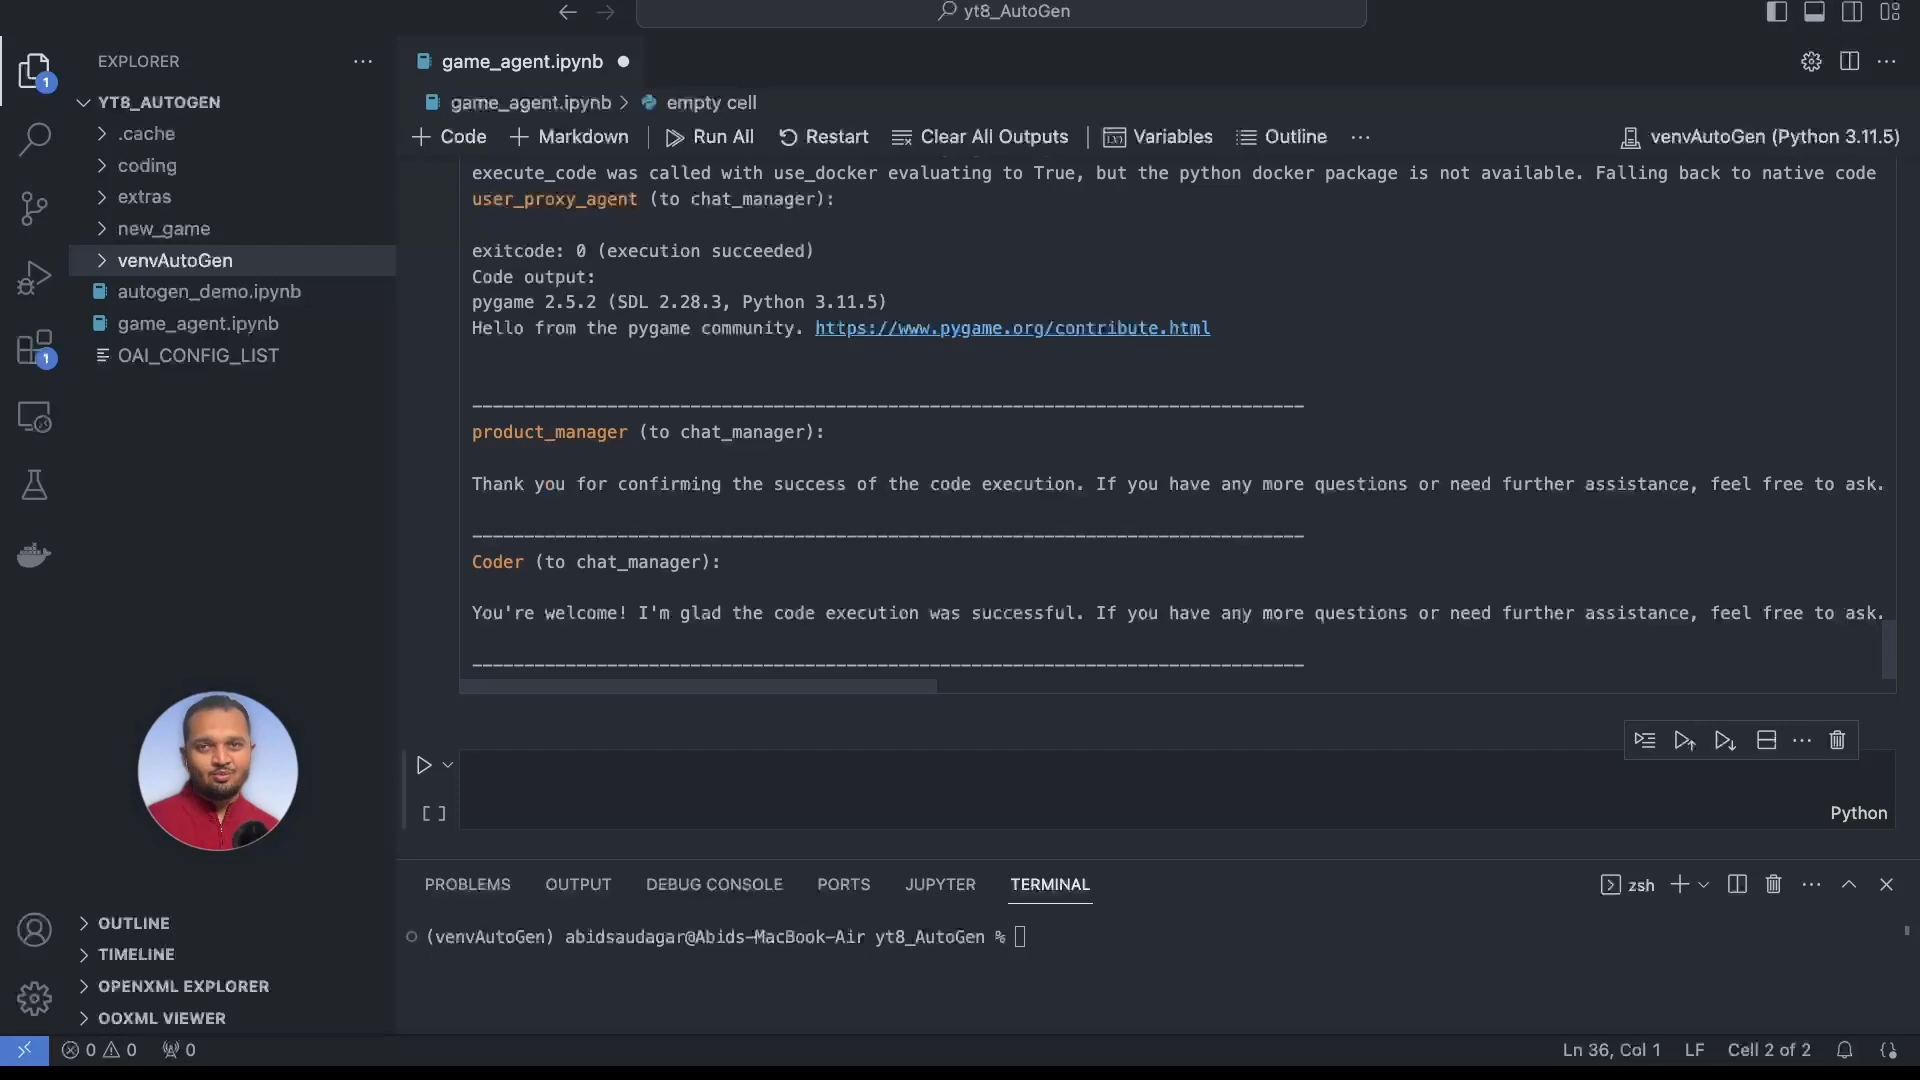 yt8_AutoGen
EXPLORER
game_agent.ipynb
1
YT8_AUTOGEN
game_agent.ipynb > empty cell
.cache
Code
Markdown
Run All
Restart
Clear All Outputs
Variables
Outline
venvAutoGen (Python 3.11.5)
coding
extras
new_game
venvAutoGen
autogen_demo.ipynb
game_agent.ipynb
OAI_CONFIG_LIST
1
execute_code was called with use_docker evaluating to True, but the python docker package is not available. Falling back to native code
user_proxy_agent (to chat_manager):
exitcode: 0 (execution succeeded)
Code output:
pygame 2.5.2 (SDL 2.28.3, Python 3.11.5)
Hello from the pygame community. https://www.pygame.org/contribute.html
--------------------------------------------------------------------------------
product_manager (to chat_manager):
Thank you for confirming the success of the code execution. If you have any more questions or need further assistance, feel free to ask.
--------------------------------------------------------------------------------
Coder (to chat_manager):
You're welcome! I'm glad the code execution was successful. If you have any more questions or need further assistance, feel free to ask.
--------------------------------------------------------------------------------
[ ]
Python
PROBLEMS
OUTPUT
DEBUG CONSOLE
PORTS
JUPYTER
TERMINAL
zsh
(venvAutoGen) abidsaudagar@Abids-MacBook-Air yt8_AutoGen %
OUTLINE
TIMELINE
OPENXML EXPLORER
OOXML VIEWER
0
0
0
Ln 36, Col 1
LF
Cell 2 of 2